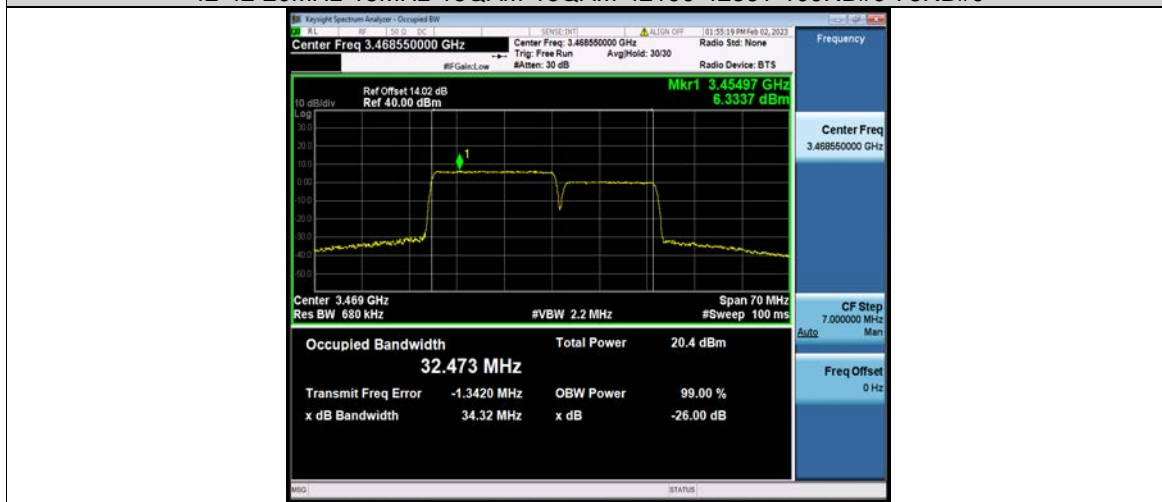 Keysight Spectrum Analyzer - Occupied BW
RL RF 50 Ω DC SENSE:INT ALIGN OFF 01:55:19 PM Feb 02, 2023
Center Freq 3.468550000 GHz
Center Freq: 3.468550000 GHz
Radio Std: None
Trig: Free Run Avg|Hold: 30/30
#IFGain:Low #Atten: 30 dB Radio Device: BTS
Frequency
Mkr1 3.45497 GHz
6.3337 dBm
Ref Offset 14.02 dB
10 dB/div Ref 40.00 dBm
Log
30.0
20.0
10.0
0.00
-10.0
-20.0
-30.0
-40.0
-50.0
1
Center 3.469 GHz Span 70 MHz
Res BW 680 kHz #VBW 2.2 MHz #Sweep 100 ms
Occupied Bandwidth Total Power 20.4 dBm
32.473 MHz
Transmit Freq Error -1.3420 MHz OBW Power 99.00 %
x dB Bandwidth 34.32 MHz x dB -26.00 dB
Center Freq
3.468550000 GHz
CF Step
7.000000 MHz
Auto Man
Freq Offset
0 Hz
MSG STATUS